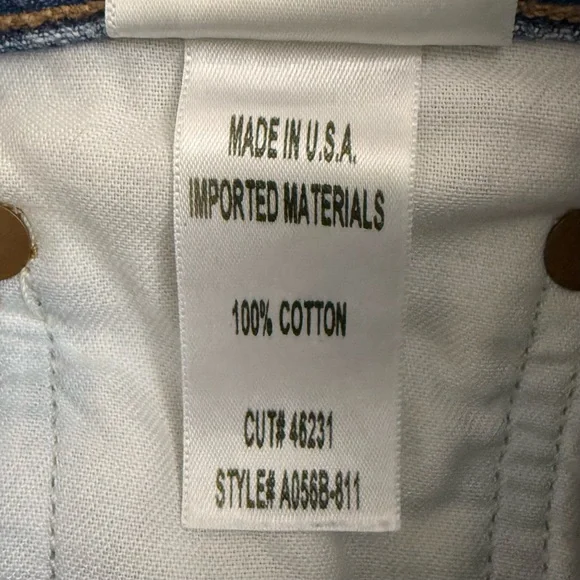 MADE IN U.S.A.
IMPORTED MATERIALS
100% COTTON
CUT# 46231
STYLE# A056B-811